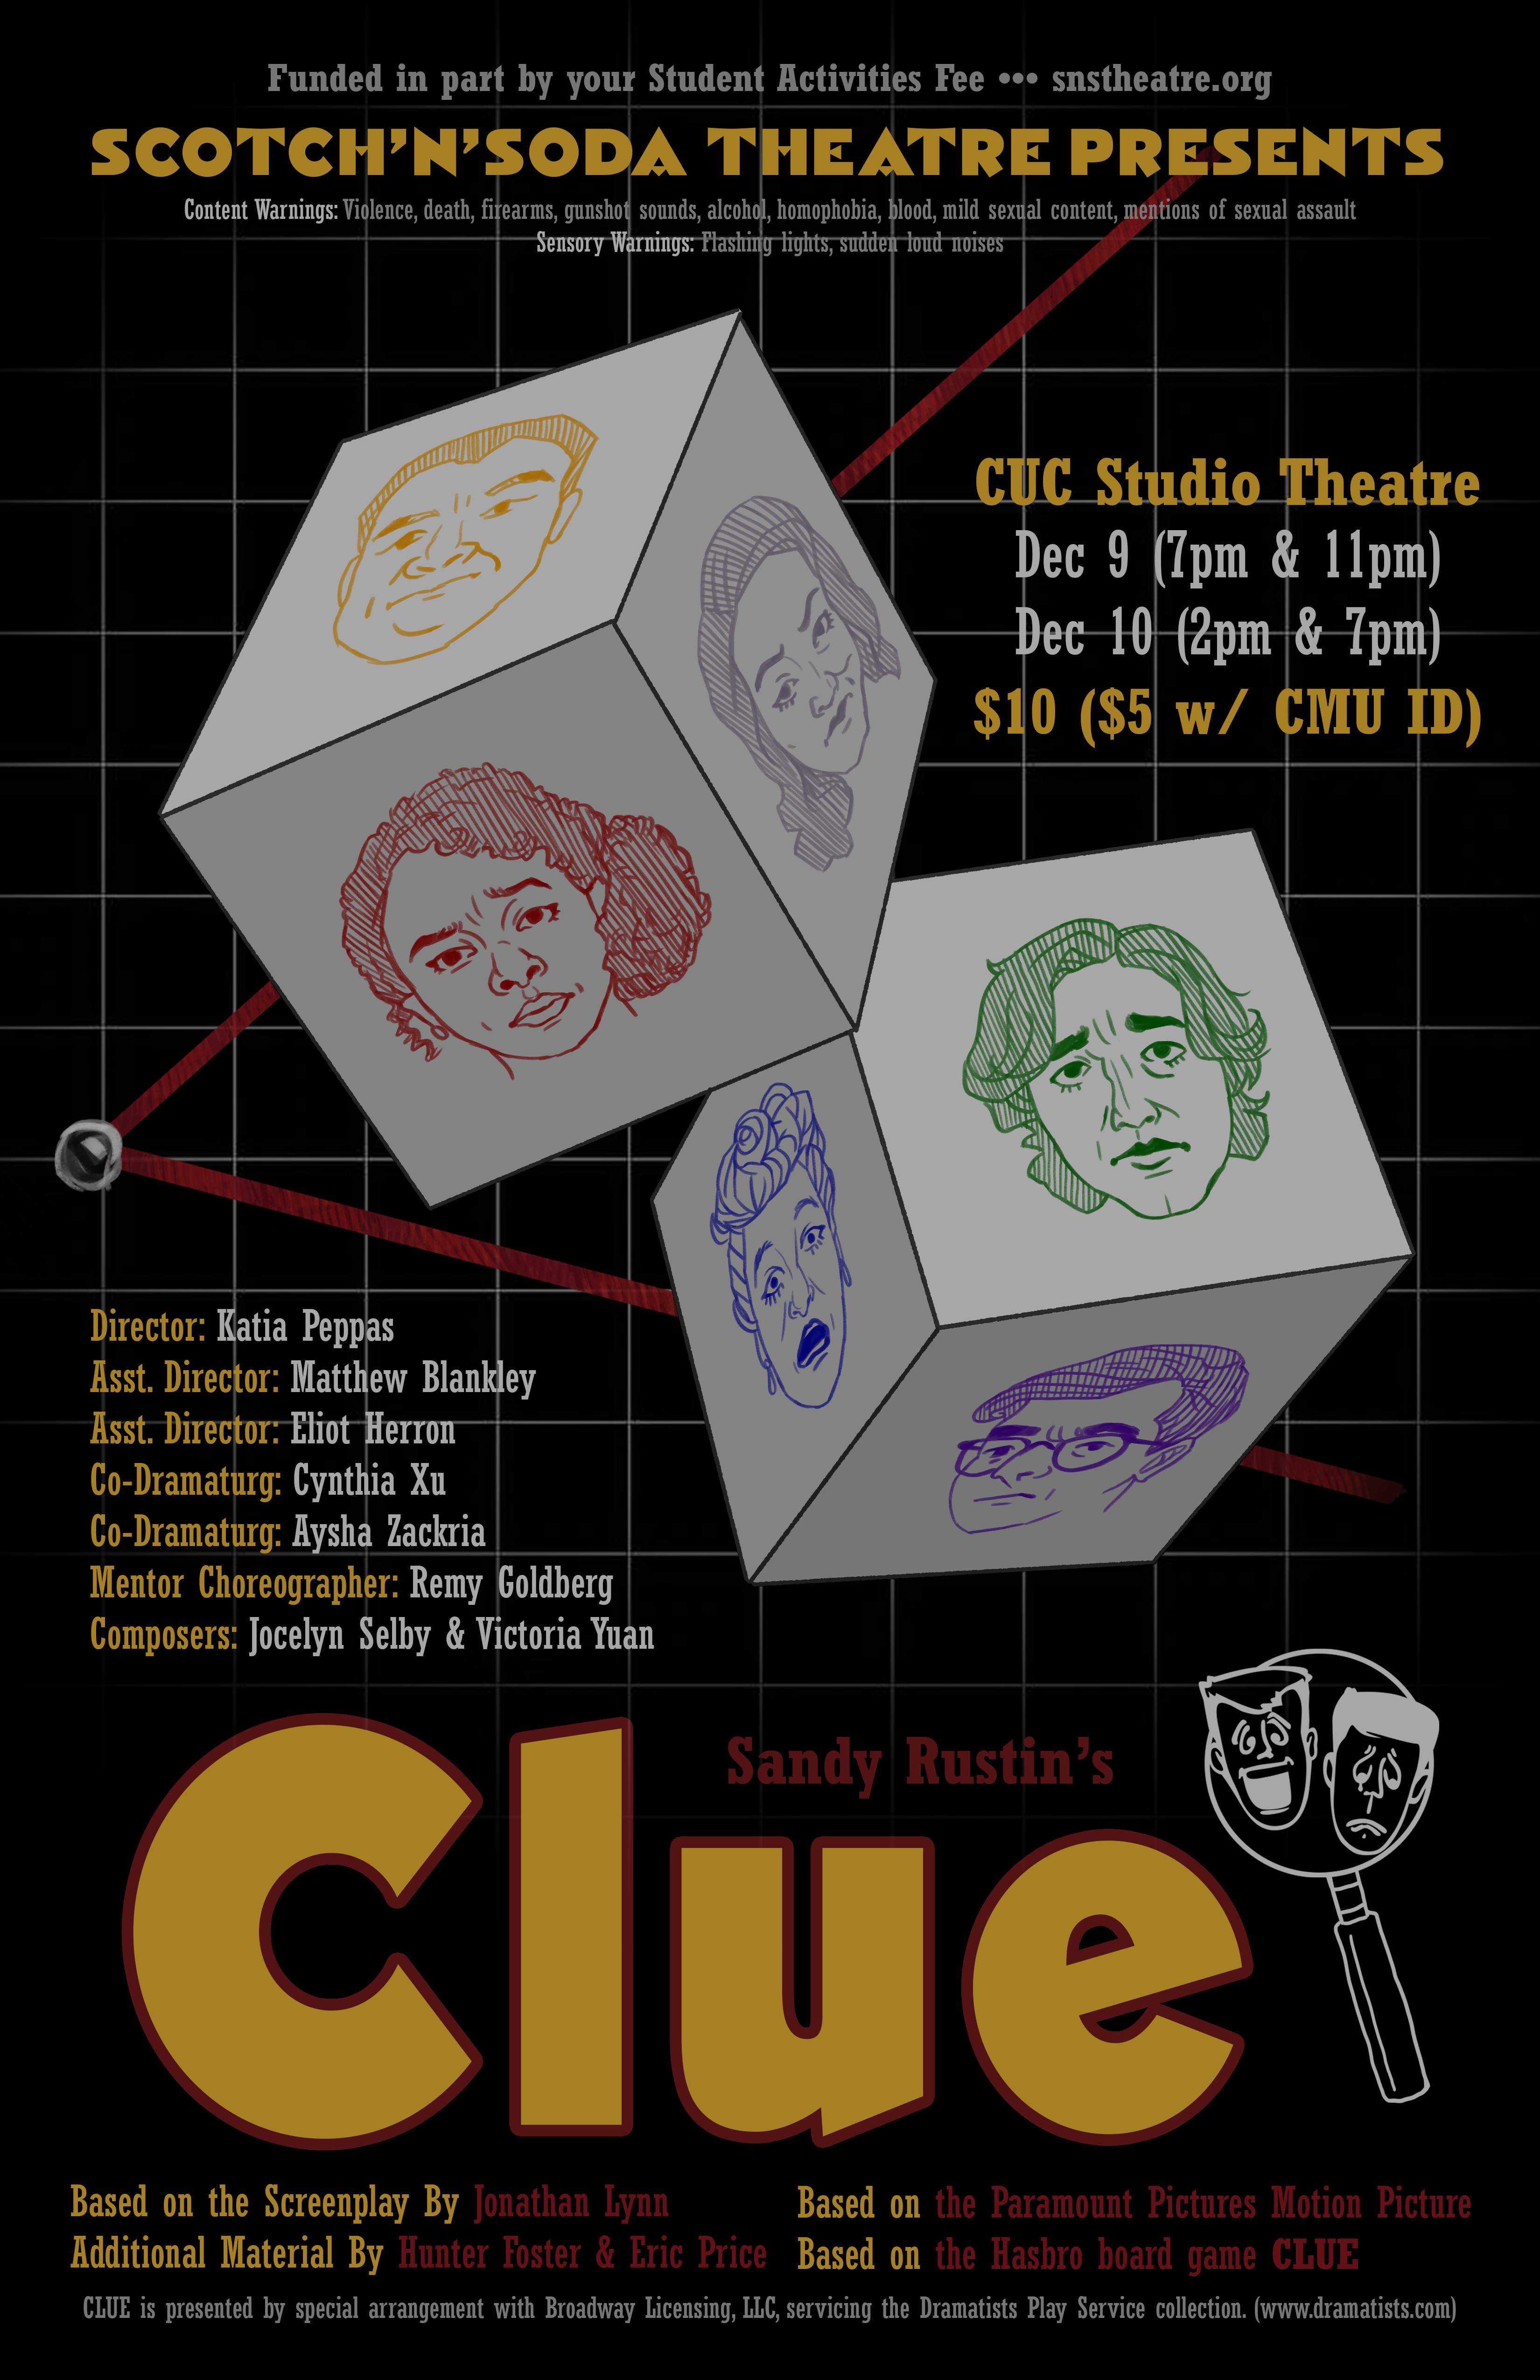 Funded in part by your Student Activities Fee ••• snstheatre.org
SCOTCH’N’SODA THEATRE PRESENTS
Content Warnings: Violence, death, firearms, gunshot sounds, alcohol, homophobia, blood, mild sexual content, mentions of sexual assault
Sensory Warnings: Flashing lights, sudden loud noises
CUC Studio Theatre
Dec 9 (7pm & 11pm)
Dec 10 (2pm & 7pm)
$10 ($5 w/ CMU ID)
Director: Katia Peppas
Asst. Director: Matthew Blankley
Asst. Director: Eliot Herron
Co-Dramaturg: Cynthia Xu
Co-Dramaturg: Aysha Zackria
Mentor Choreographer: Remy Goldberg
Composers: Jocelyn Selby & Victoria Yuan
Sandy Rustin’s
Clue
Based on the Screenplay By Jonathan Lynn
Additional Material By Hunter Foster & Eric Price
Based on the Paramount Pictures Motion Picture
Based on the Hasbro board game CLUE
CLUE is presented by special arrangement with Broadway Licensing, LLC, servicing the Dramatists Play Service collection. (www.dramatists.com)